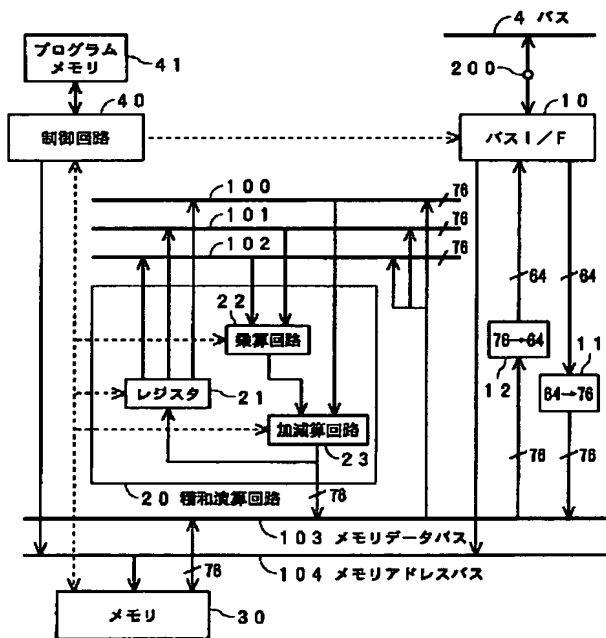 4 バス
プログラム
メモリ
41
200
40
10
制御回路
バスI/F
100
76
101
76
102
76
64
64
22
乗算回路
76→64
11
12
64→76
レジスタ
21
加減算回路
23
76
76
20 積和演算回路
76
103 メモリデータバス
104 メモリアドレスバス
76
メモリ
30